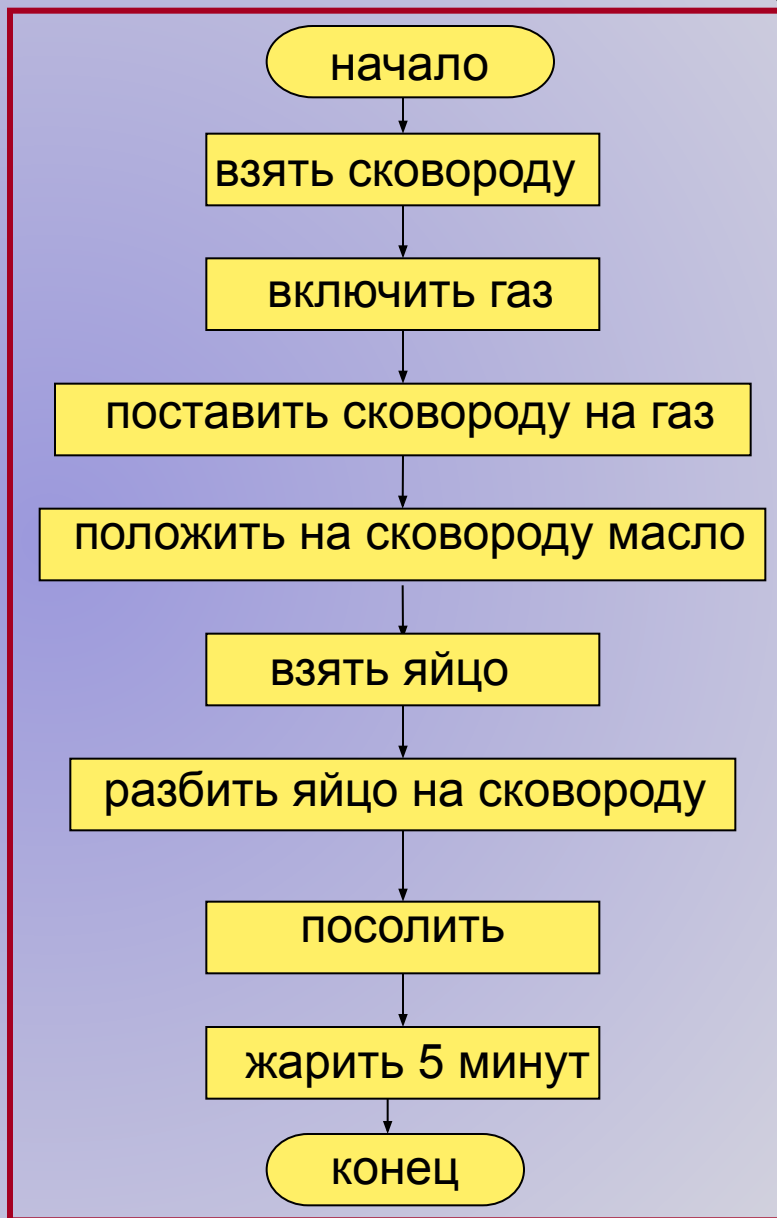 начало
взять сковороду
включить газ
поставить сковороду на газ
положить на сковороду масло
взять яйцо
разбить яйцо на сковороду
посолить
жарить 5 минут
конец